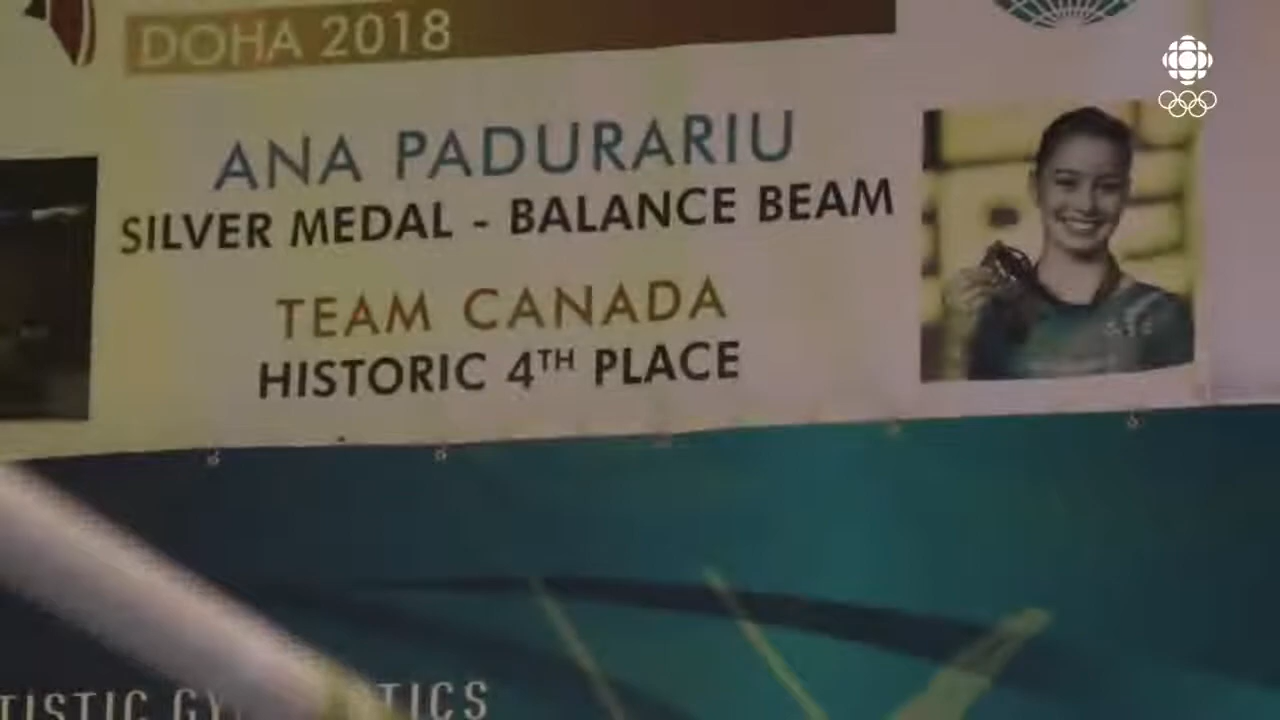 DOHA 2018
ANA PADURARIU
SILVER MEDAL - BALANCE BEAM
TEAM CANADA
HISTORIC 4TH PLACE